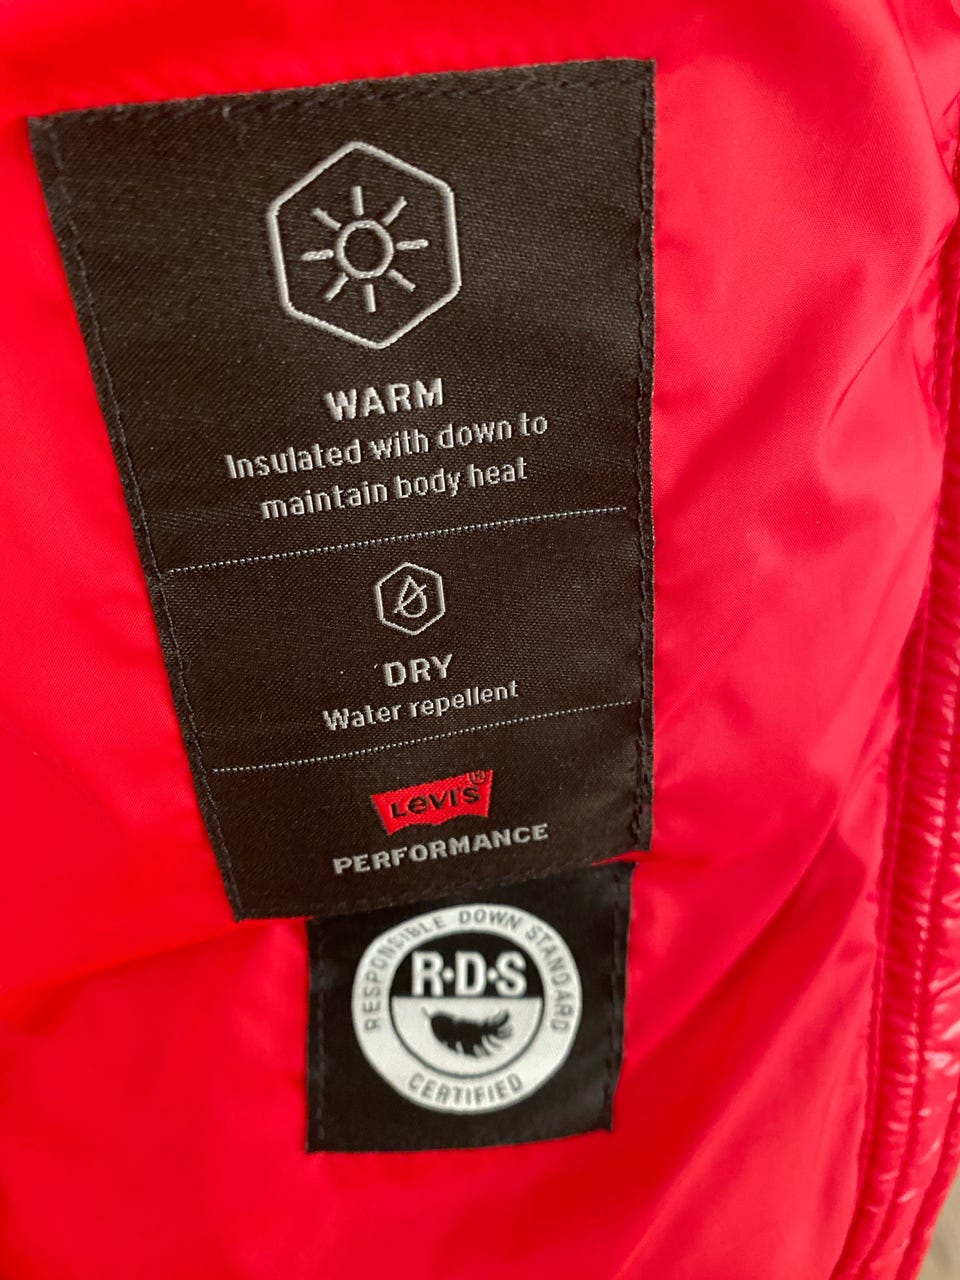 WARM
Insulated with down to
maintain body heat
DRY
Water repellent
LEVI'S®
PERFORMANCE
RESPONSIBLE DOWN STANDARD
R·D·S
CERTIFIED